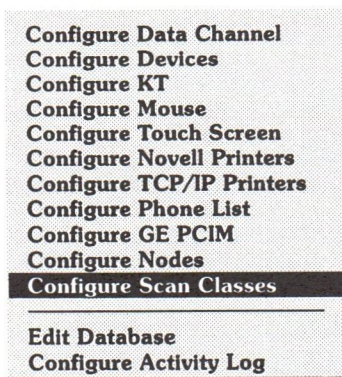 Configure Data Channel
Configure Devices
Configure KT
Configure Mouse
Configure Touch Screen
Configure Novell Printers
Configure TCP/IP Printers
Configure Phone List
Configure GE PCIM
Configure Nodes
Configure Scan Classes
Edit Database
Configure Activity Log